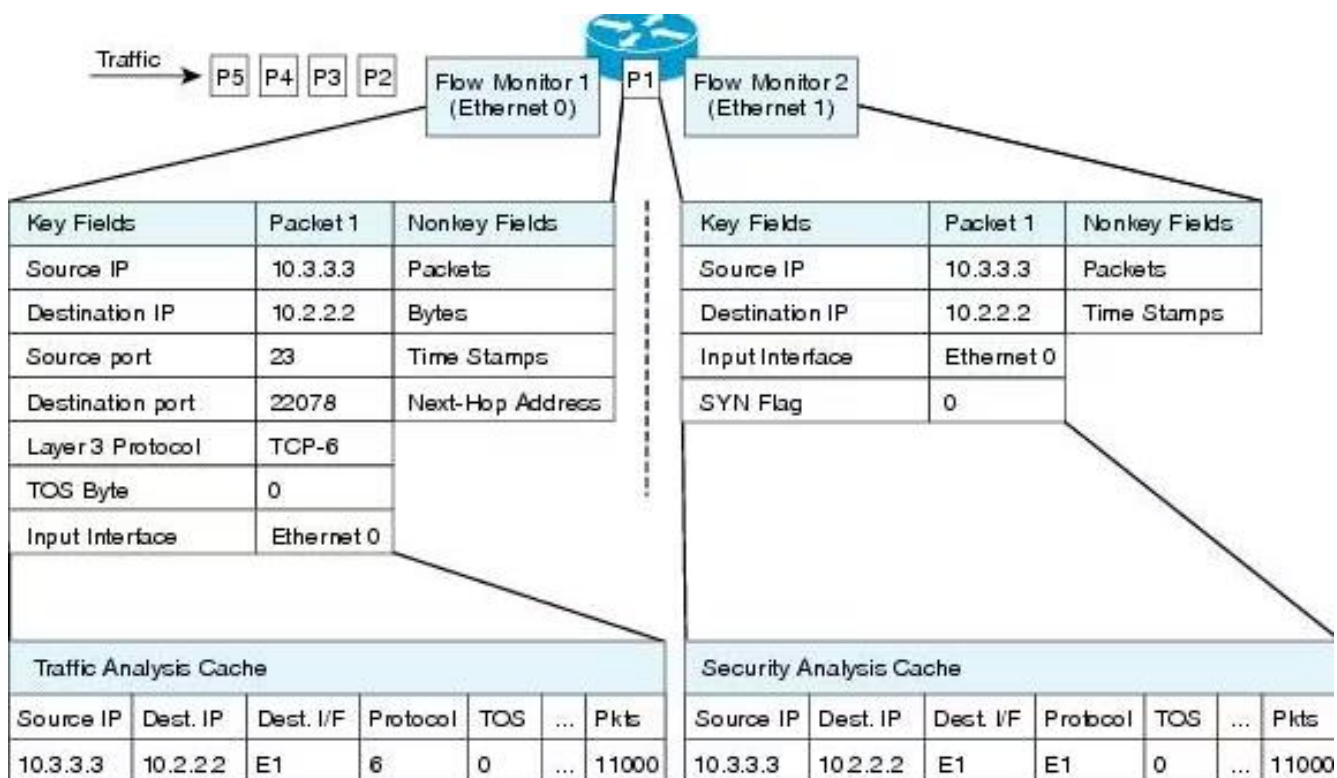 Traffic
P5 P4 P3 P2
Flow Monitor 1
(Ethernet 0)
P1
Flow Monitor 2
(Ethernet 1)
Key Fields Packet 1 Nonkey Fields
Source IP 10.3.3.3 Packets
Destination IP 10.2.2.2 Bytes
Source port 23 Time Stamps
Destination port 22078 Next-Hop Address
Layer 3 Protocol TCP-6
TOS Byte 0
Input Interface Ethernet 0
Key Fields Packet 1 Nonkey Fields
Source IP 10.3.3.3 Packets
Destination IP 10.2.2.2 Time Stamps
Input Interface Ethernet 0
SYN Flag 0
Traffic Analysis Cache
Source IP Dest. IP Dest. I/F Protocol TOS ... Pkts
10.3.3.3 10.2.2.2 E1 6 0 ... 11000
Security Analysis Cache
Source IP Dest. IP Dest. I/F Protocol TOS ... Pkts
10.3.3.3 10.2.2.2 E1 E1 0 ... 11000